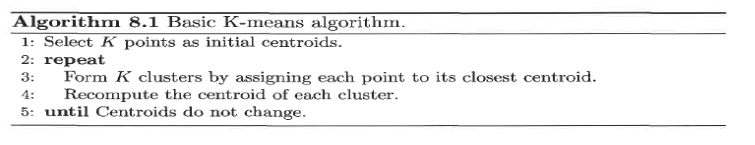 Algorithm 8.1 Basic K-means algorithm.
1: Select K points as initial centroids.
2: repeat
3: Form K clusters by assigning each point to its closest centroid.
4: Recompute the centroid of each cluster.
5: until Centroids do not change.